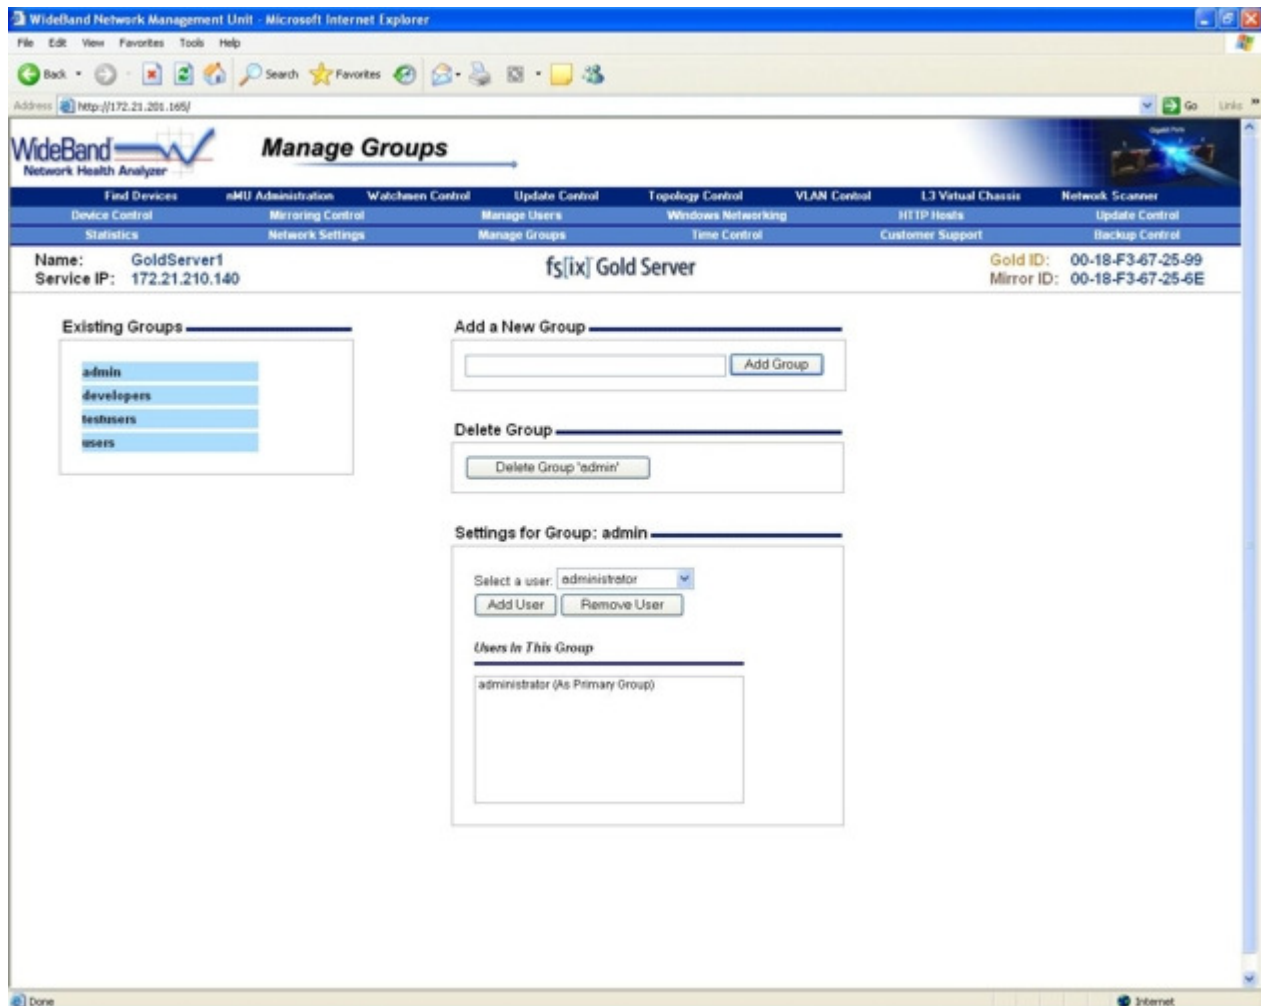 WideBand Network Management Unit - Microsoft Internet Explorer
File Edit View Favorites Tools Help
Back Search Favorites
Address http://172.21.201.165/ Go Links »
WideBand Manage Groups Gigabit Ports
Network Health Analyzer
Find Devices nMU Administration Watchmen Control Update Control Topology Control VLAN Control L3 Virtual Chassis Network Scanner
Device Control Mirroring Control Manage Users Windows Networking HTTP Hosts Update Control
Statistics Network Settings Manage Groups Time Control Customer Support Backup Control
Name: GoldServer1 fs[ix] Gold Server Gold ID: 00-18-F3-67-25-99
Service IP: 172.21.210.140 Mirror ID: 00-18-F3-67-25-6E
Existing Groups
admin
developers
testusers
users
Add a New Group
Add Group
Delete Group
Delete Group 'admin'
Settings for Group: admin
Select a user: administrator
Add User Remove User
Users In This Group
administrator (As Primary Group)
Done Internet